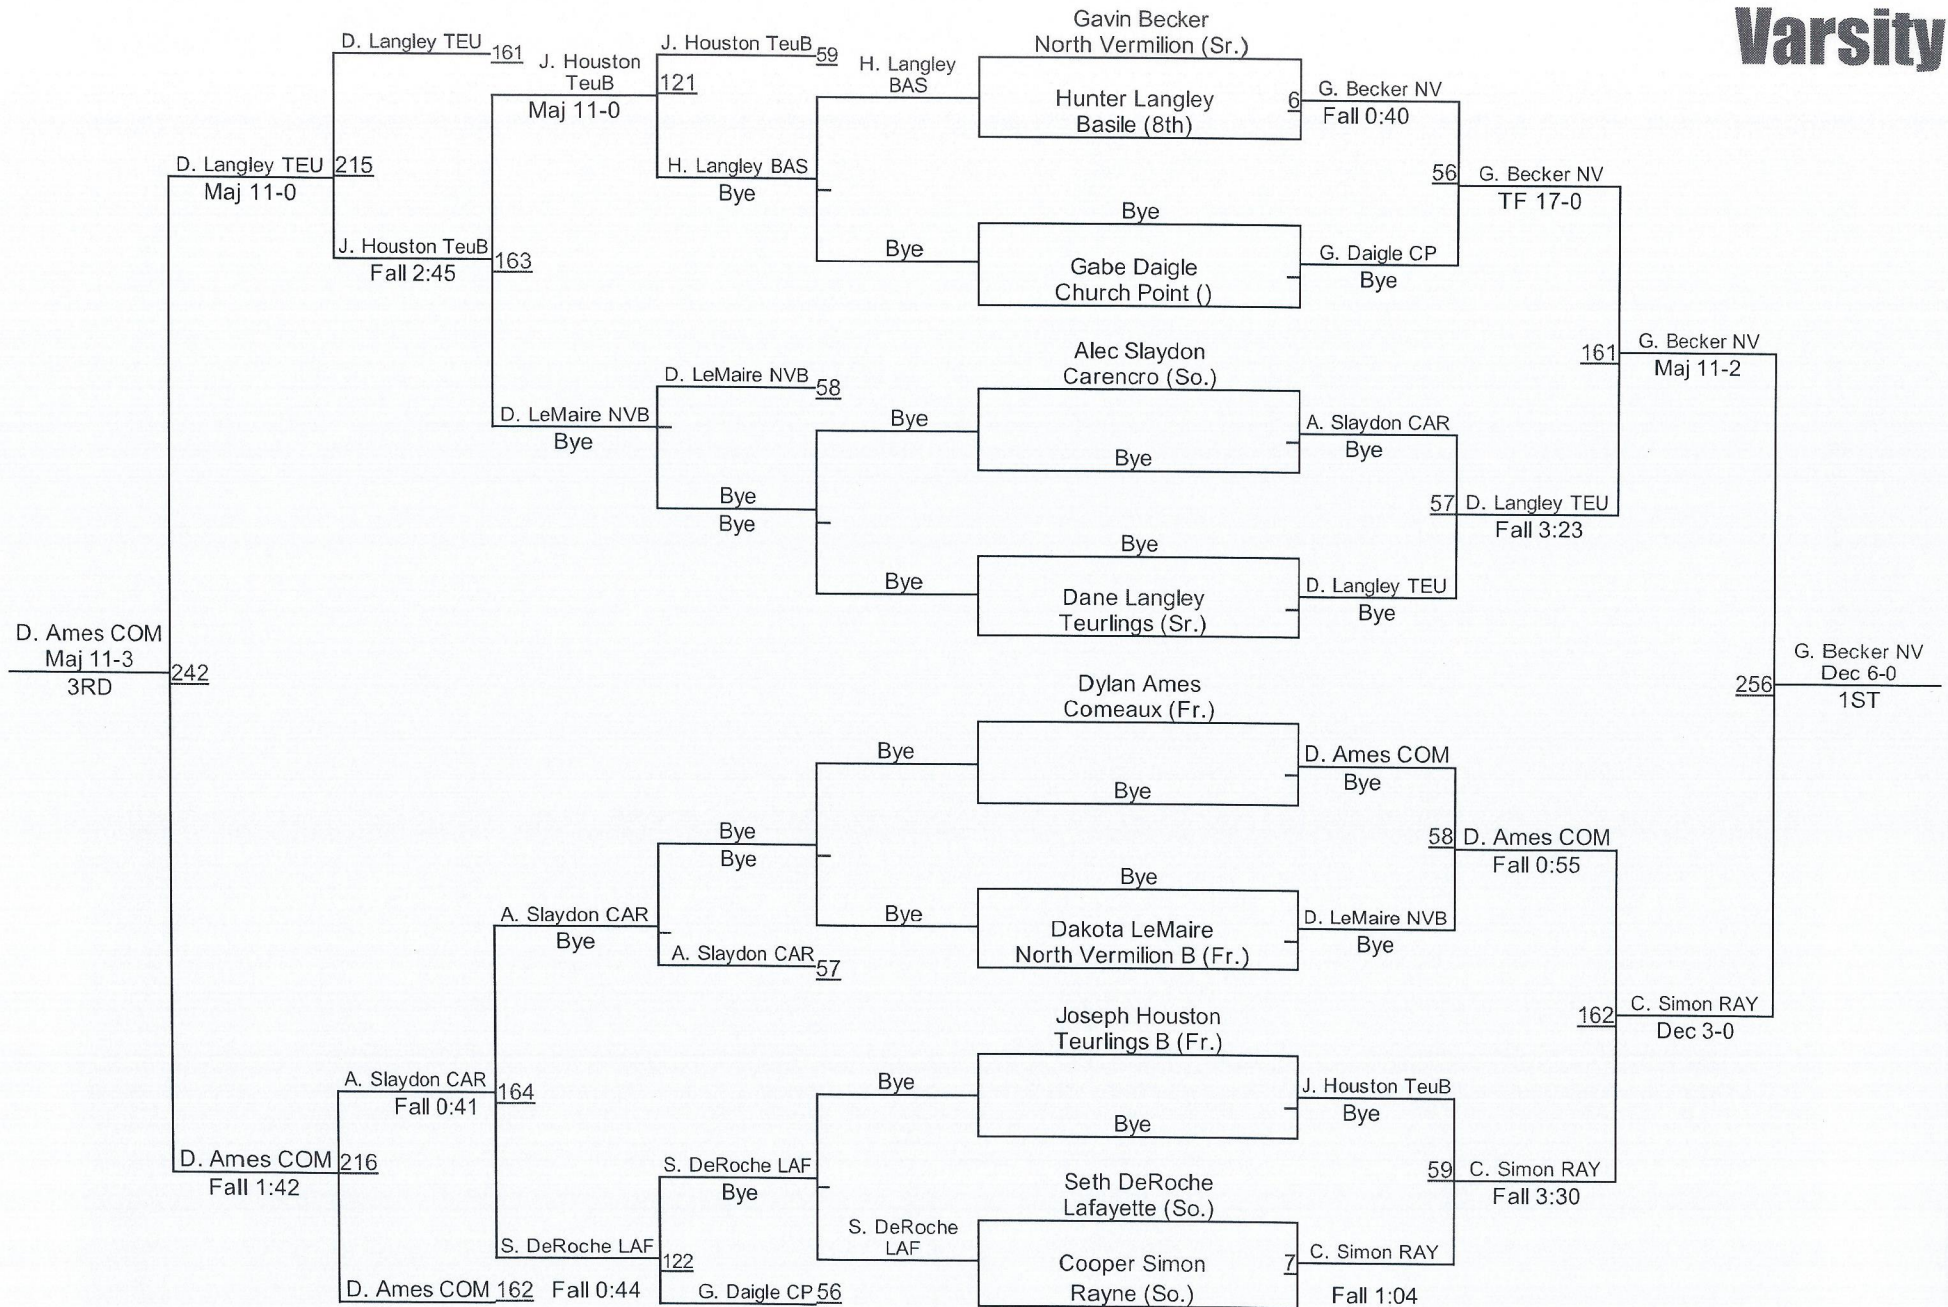 Varsity
Gavin Becker
North Vermilion (Sr.)
Hunter Langley
Basile (8th)
6
Bye
Gabe Daigle
Church Point ()
Alec Slaydon
Carencro (So.)
Bye
Bye
Dane Langley
Teurlings (Sr.)
Dylan Ames
Comeaux (Fr.)
Bye
Bye
Dakota LeMaire
North Vermilion B (Fr.)
Joseph Houston
Teurlings B (Fr.)
Bye
Seth DeRoche
Lafayette (So.)
Cooper Simon
Rayne (So.)
7
G. Becker NV
Fall 0:40
G. Daigle CP
Bye
A. Slaydon CAR
Bye
D. Langley TEU
Bye
D. Ames COM
Bye
D. LeMaire NVB
Bye
J. Houston TeuB
Bye
C. Simon RAY
Fall 1:04
56
G. Becker NV
TF 17-0
57
D. Langley TEU
Fall 3:23
58
D. Ames COM
Fall 0:55
59
C. Simon RAY
Fall 3:30
161
G. Becker NV
Maj 11-2
162
C. Simon RAY
Dec 3-0
256
G. Becker NV
Dec 6-0
1ST
H. Langley
BAS
Bye
Bye
Bye
Bye
Bye
Bye
S. DeRoche
LAF
J. Houston TeuB
59
H. Langley BAS
Bye
D. LeMaire NVB
58
Bye
Bye
Bye
Bye
A. Slaydon CAR
57
S. DeRoche LAF
Bye
G. Daigle CP
56
J. Houston
TeuB
121
Maj 11-0
D. LeMaire NVB
Bye
A. Slaydon CAR
Bye
S. DeRoche LAF
122
Fall 0:44
D. Langley TEU
161
J. Houston TeuB
163
Fall 2:45
A. Slaydon CAR
164
Fall 0:41
D. Ames COM
162
D. Langley TEU
215
Maj 11-0
D. Ames COM
216
Fall 1:42
D. Ames COM
Maj 11-3
242
3RD